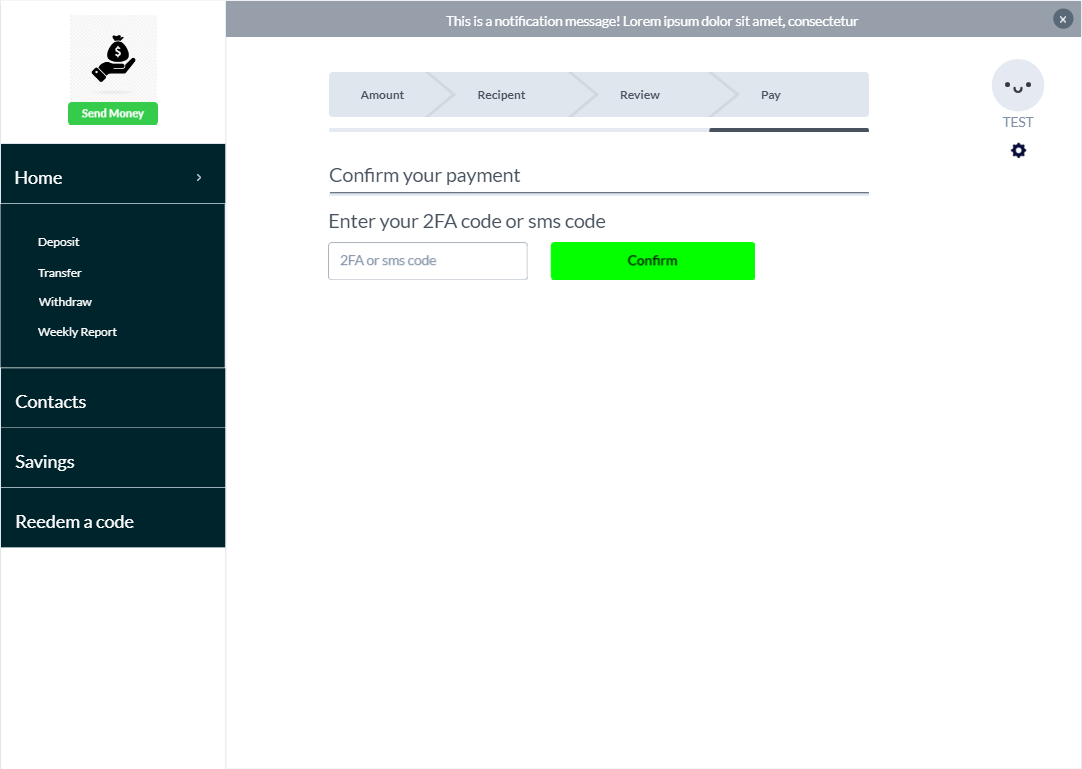 This is a notification message! Lorem ipsum dolor sit amet, consectetur
x
$
Send Money
Amount
Recipent
Review
Pay
TEST
Home
Deposit
Transfer
Withdraw
Weekly Report
Contacts
Savings
Reedem a code
Confirm your payment
Enter your 2FA code or sms code
2FA or sms code
Confirm